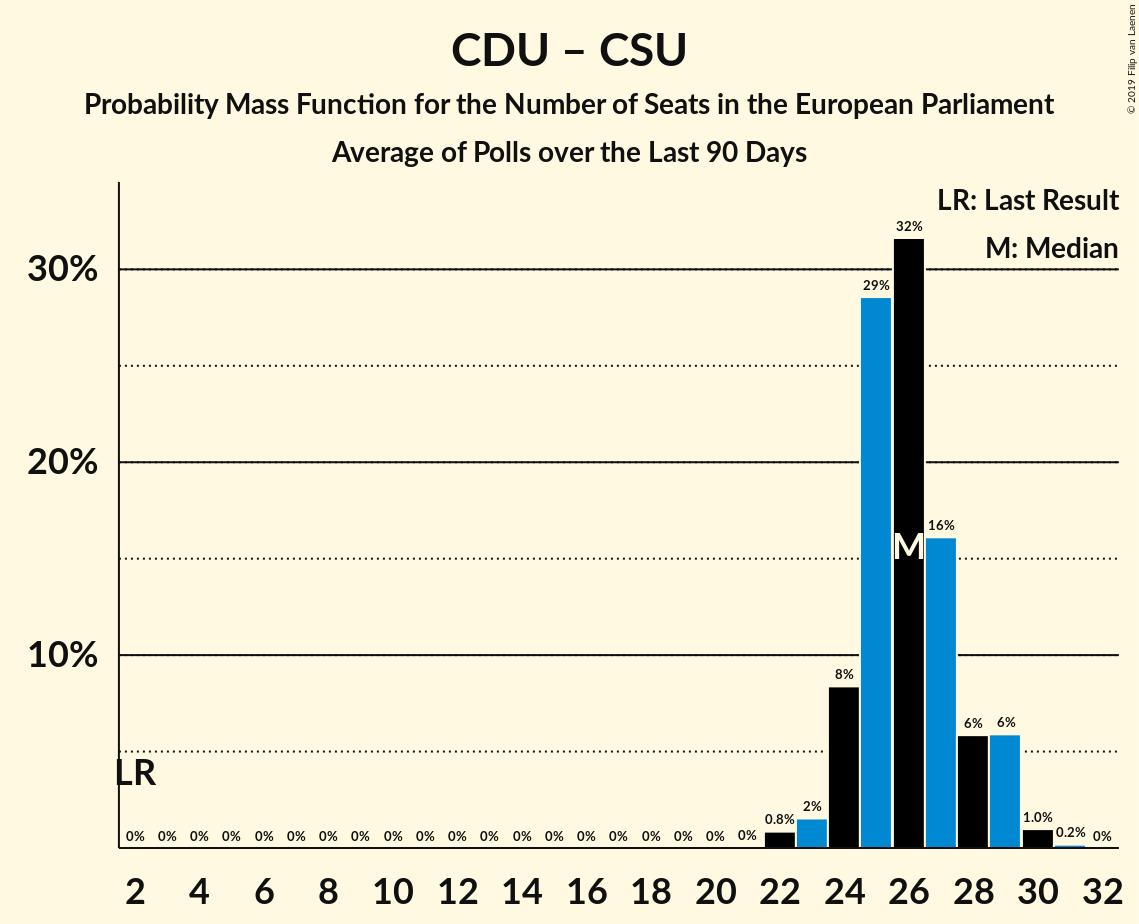 © 2019 Filip van Laenen
CDU – CSU
Probability Mass Function for the Number of Seats in the European Parliament
Average of Polls over the Last 90 Days
LR: Last Result
M: Median
30%
20%
10%
32%
29%
M
16%
8%
6% 6%
LR
0% 0% 0% 0% 0% 0% 0% 0% 0% 0% 0% 0% 0% 0% 0% 0% 0% 0% 0% 0% 0.8% 2% 1.0% 0.2% 0%
2 4 6 8 10 12 14 16 18 20 22 24 26 28 30 32